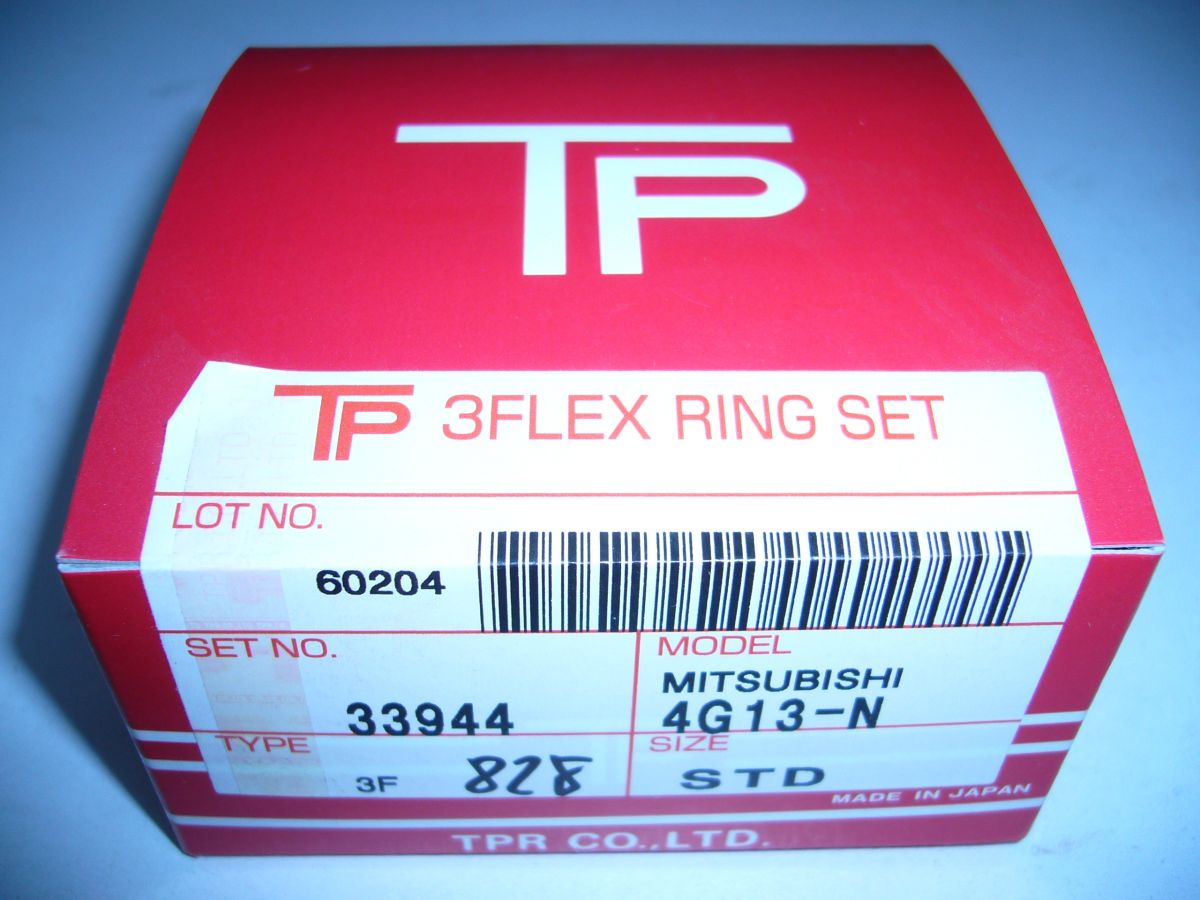 TP
TP 3FLEX RING SET
LOT NO.
60204
SET NO.
33944
MODEL
MITSUBISHI
4G13-N
TYPE
3F 828
SIZE
STD
MADE IN JAPAN
TPR CO.,LTD.